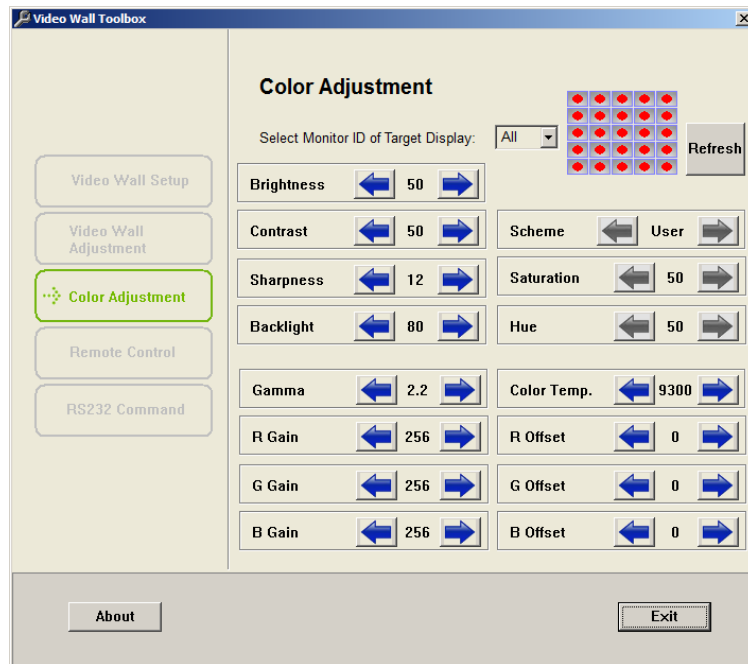 Video Wall Toolbox
Color Adjustment
Select Monitor ID of Target Display: All
Refresh
Video Wall Setup
Video Wall
Adjustment
Color Adjustment
Remote Control
RS232 Command
Brightness 50
Contrast 50 Scheme User
Sharpness 12 Saturation 50
Backlight 80 Hue 50
Gamma 2.2 Color Temp. 9300
R Gain 256 R Offset 0
G Gain 256 G Offset 0
B Gain 256 B Offset 0
About Exit